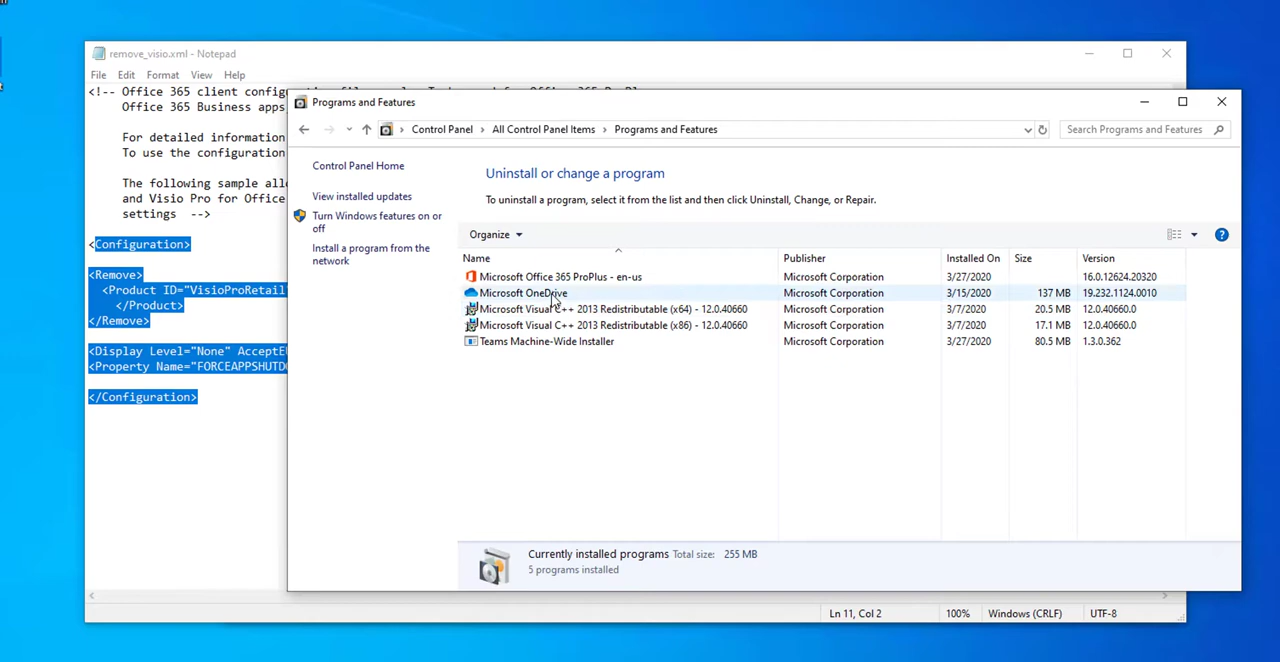 remove_visio.xml - Notepad
File Edit Format View Help
<!-- Office 365 client config
Office 365 Business apps,
For detailed information
To use the configuration
The following sample all
and Visio Pro for Office
settings -->
<Configuration>
<Remove>
<Product ID="VisioProRetail"
</Product>
</Remove>
<Display Level="None" AcceptEU
<Property Name="FORCEAPPSHUTDO
</Configuration>
Programs and Features
Control Panel > All Control Panel Items > Programs and Features
Search Programs and Features
Control Panel Home
View installed updates
Turn Windows features on or
off
Install a program from the
network
Uninstall or change a program
To uninstall a program, select it from the list and then click Uninstall, Change, or Repair.
Organize
Name Publisher Installed On Size Version
Microsoft Office 365 ProPlus - en-us Microsoft Corporation 3/27/2020 16.0.12624.20320
Microsoft OneDrive Microsoft Corporation 3/15/2020 137 MB 19.232.1124.0010
Microsoft Visual C++ 2013 Redistributable (x64) - 12.0.40660 Microsoft Corporation 3/7/2020 20.5 MB 12.0.40660.0
Microsoft Visual C++ 2013 Redistributable (x86) - 12.0.40660 Microsoft Corporation 3/7/2020 17.1 MB 12.0.40660.0
Teams Machine-Wide Installer Microsoft Corporation 3/27/2020 80.5 MB 1.3.0.362
Currently installed programs Total size: 255 MB
5 programs installed
Ln 11, Col 2 100% Windows (CRLF) UTF-8